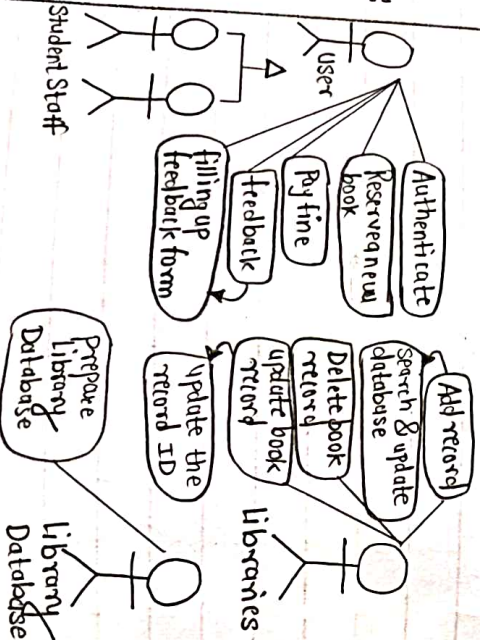 User
Student Staff
Authenticate
Reserve a new
book
Pay fine
feedback
filling up
feedback form
Add record
search & update
database
Delete book
record
update book
record
update the
record ID
Libraries
prepare
Library
Database
Library
Database